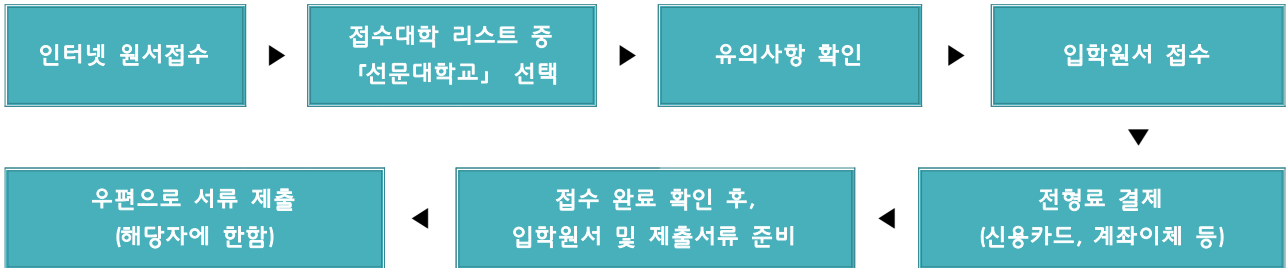 인터넷 원서접수
접수대학 리스트 중
「선문대학교」 선택
유의사항 확인
입학원서 접수
전형료 결제
(신용카드, 계좌이체 등)
접수 완료 확인 후,
입학원서 및 제출서류 준비
우편으로 서류 제출
(해당자에 한함)